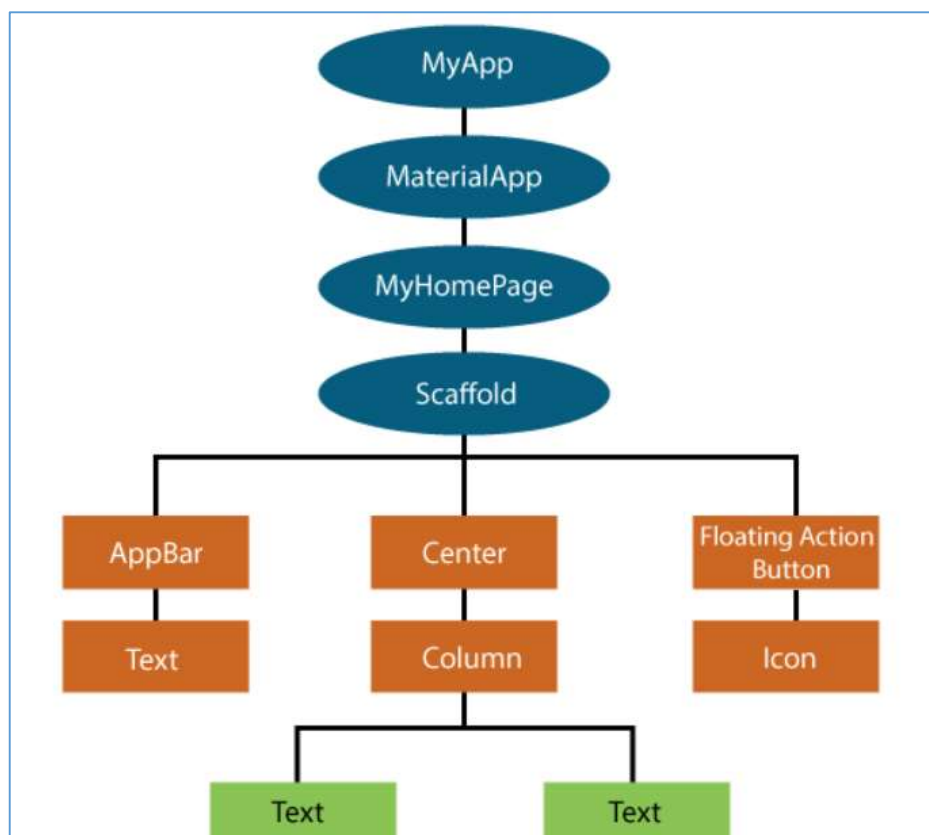 MyApp
MaterialApp
MyHomePage
Scaffold
AppBar
Center
Floating Action
Button
Text
Column
Icon
Text
Text